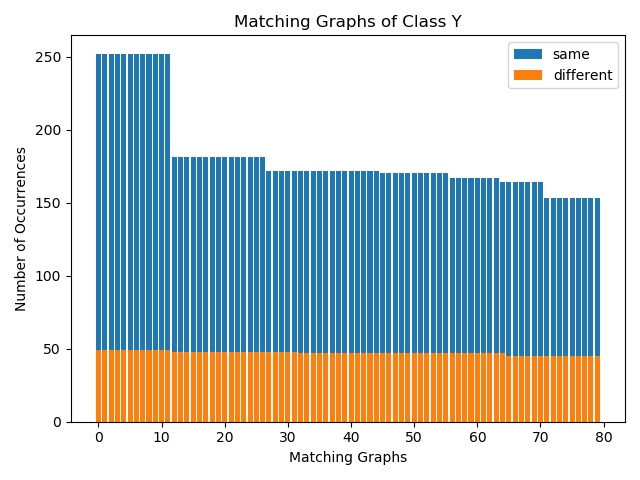 Matching Graphs of Class Y
same
different
Number of Occurrences
250
200
150
100
50
0
0 10 20 30 40 50 60 70 80
Matching Graphs